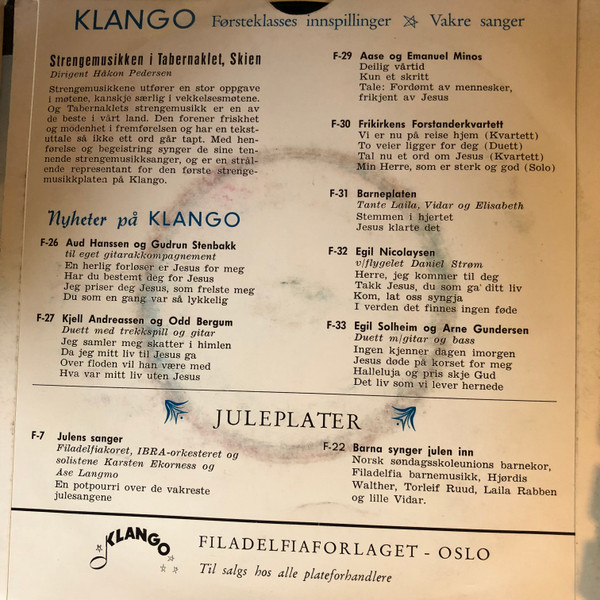 KLANGO Førsteklasses innspillinger ☆ Vakre sanger
Strengemusikken i Tabernaklet, Skien
Dirigent Håkon Pedersen
Strengemusikkene utfører en stor oppgave
i møtene, kanskje særlig i vekkelsesmøtene.
Og Tabernaklets strengemusikk er en av
de beste i vårt land. Den forener friskhet
og modenhet i fremførelsen og har en tekst-
uttale så ikke ett ord går tapt. Med hen-
førelse og begeistring synger de sine ten-
nende strengemusikksanger, og er en strå-
lende representant for den første strenge-
musikkplaten på Klango.
Nyheter på KLANGO
F-26 Aud Hanssen og Gudrun Stenbakk
til eget gitarakkompagnement
En herlig forløser er Jesus for meg
Har du bestemt deg for Jesus
Jeg priser deg Jesus, som frelste meg
Du som en gang var så lykkelig
F-27 Kjell Andreassen og Odd Bergum
Duett med trekkspill og gitar
Jeg samler meg skatter i himlen
Da jeg mitt liv til Jesus ga
Over floden vil han være med
Hva var mitt liv uten Jesus
F-29 Aase og Emanuel Minos
Deilig vårtid
Kun et skritt
Tale: Fordømt av mennesker,
frikjent av Jesus
F-30 Frikirkens Forstanderkvartett
Vi er nu på reise hjem (Kvartett)
To veier ligger for deg (Duett)
Tal nu et ord om Jesus (Kvartett)
Min Herre, som er sterk og god (Solo)
F-31 Barneplaten
Tante Laila, Vidar og Elisabeth
Stemmen i hjertet
Jesus klarte det
F-32 Egil Nicolaysen
v/flygelet Daniel Strøm
Herre, jeg kommer til deg
Takk Jesus, du som ga' ditt liv
Kom, lat oss syngja
I verden det finnes ingen føde
F-33 Egil Solheim og Arne Gundersen
Duett m/gitar og bass
Ingen kjenner dagen imorgen
Jesus døde på korset for meg
Halleluja og pris skje Gud
Det liv som vi lever hernede
JULEPLATER
F-7 Julens sanger
Filadelfiakoret, IBRA-orkesteret og
solistene Karsten Ekorness og
Åse Langmo
En potpourri over de vakreste
julesangene
F-22 Barna synger julen inn
Norsk søndagsskoleunions barnekor,
Filadelfia barnemusikk, Hjørdis
Walther, Torleif Ruud, Laila Rabben
og lille Vidar.
KLANGO
FILADELFIAFORLAGET - OSLO
Til salgs hos alle plateforhandlere